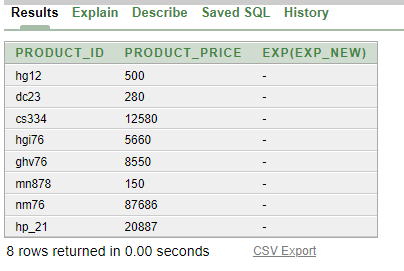 Results Explain Describe Saved SQL History
PRODUCT_ID PRODUCT_PRICE EXP(EXP_NEW)
hg12 500 -
dc23 280 -
cs334 12580 -
hgi76 5660 -
ghv76 8550 -
mn878 150 -
nm76 87686 -
hp_21 20887 -
8 rows returned in 0.00 seconds CSV Export